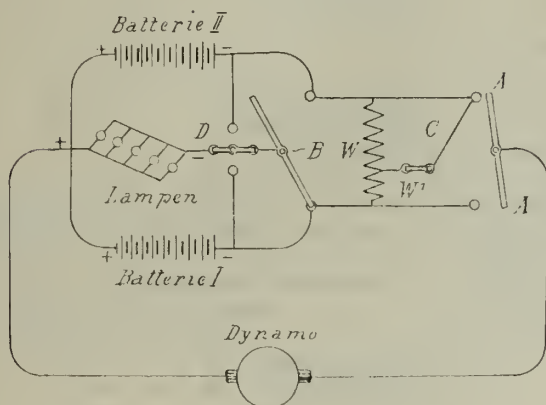 Batterie II
+ −
D
A
+
−
B
W
C
W¹
Lampen
A
+ −
Batterie I
Dynamo